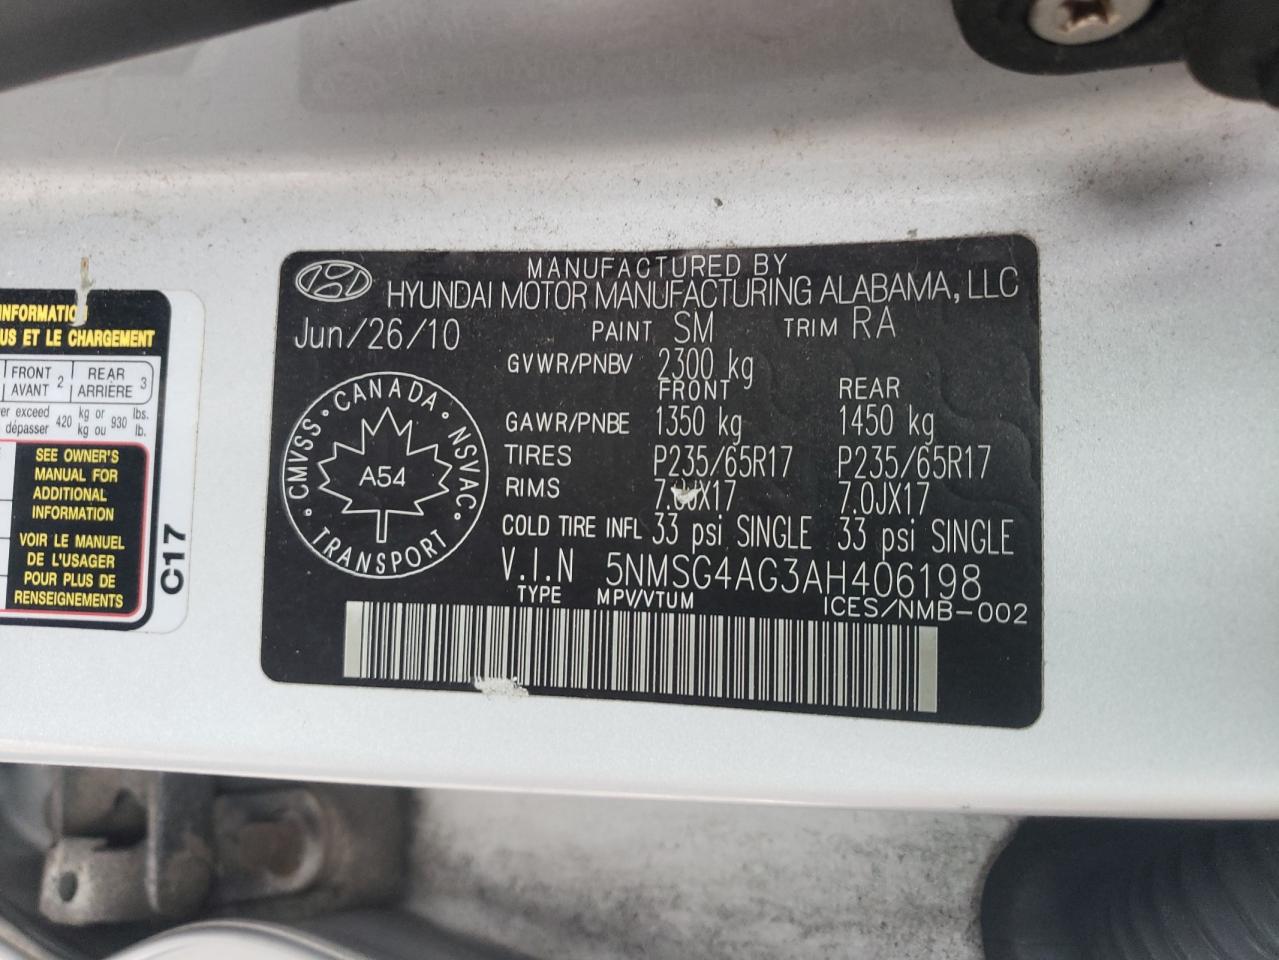 MANUFACTURED BY
HYUNDAI MOTOR MANUFACTURING ALABAMA, LLC
Jun/26/10 PAINT SM TRIM RA
GVWR/PNBV 2300 kg
FRONT REAR
GAWR/PNBE 1350 kg 1450 kg
TIRES P235/65R17 P235/65R17
RIMS 7.0JX17 7.0JX17
COLD TIRE INFL 33 psi SINGLE 33 psi SINGLE
V.I.N 5NMSG4AG3AH406198
TYPE MPV/VTUM ICES/NMB-002
CMVSS · CANADA · NSVAC · TRANSPORT
A54
INFORMATIO
US ET LE CHARGEMENT
FRONT 2 REAR 3
AVANT ARRIÈRE
er exceed 420 kg or 930 lbs.
dépasser kg ou lb.
SEE OWNER'S
MANUAL FOR
ADDITIONAL
INFORMATION
VOIR LE MANUEL
DE L'USAGER
POUR PLUS DE
RENSEIGNEMENTS
C17